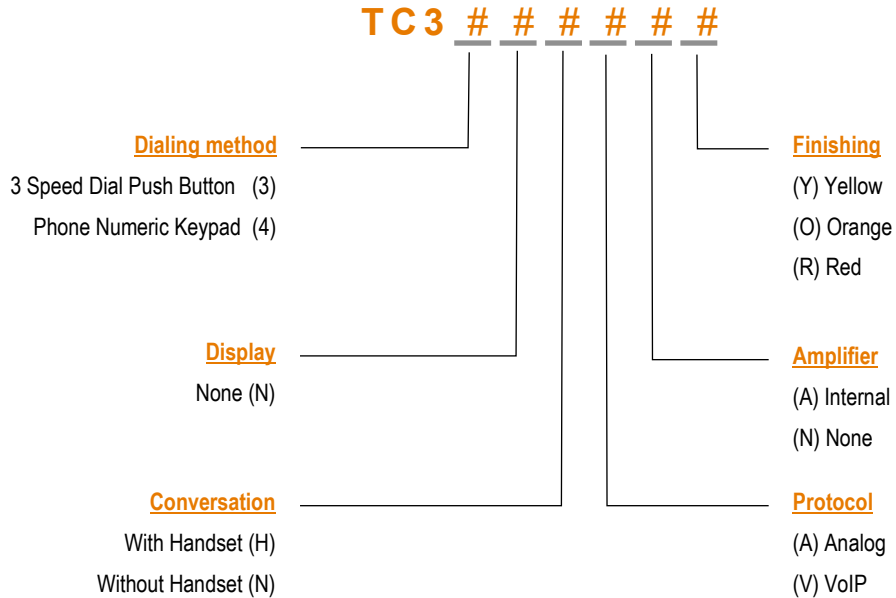 TC3 # # # # # #
Dialing method
3 Speed Dial Push Button (3)
Phone Numeric Keypad (4)
Display
None (N)
Conversation
With Handset (H)
Without Handset (N)
Finishing
(Y) Yellow
(O) Orange
(R) Red
Amplifier
(A) Internal
(N) None
Protocol
(A) Analog
(V) VoIP